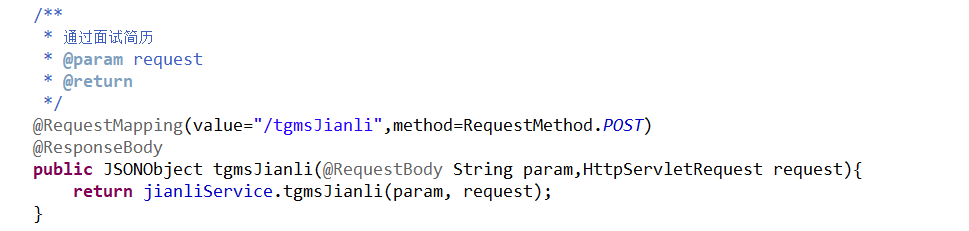 /**
 * 通过面试简历
 * @param request
 * @return
 */
@RequestMapping(value="/tgmsJianli",method=RequestMethod.POST)
@ResponseBody
public JSONObject tgmsJianli(@RequestBody String param,HttpServletRequest request){
    return jianliService.tgmsJianli(param, request);
}